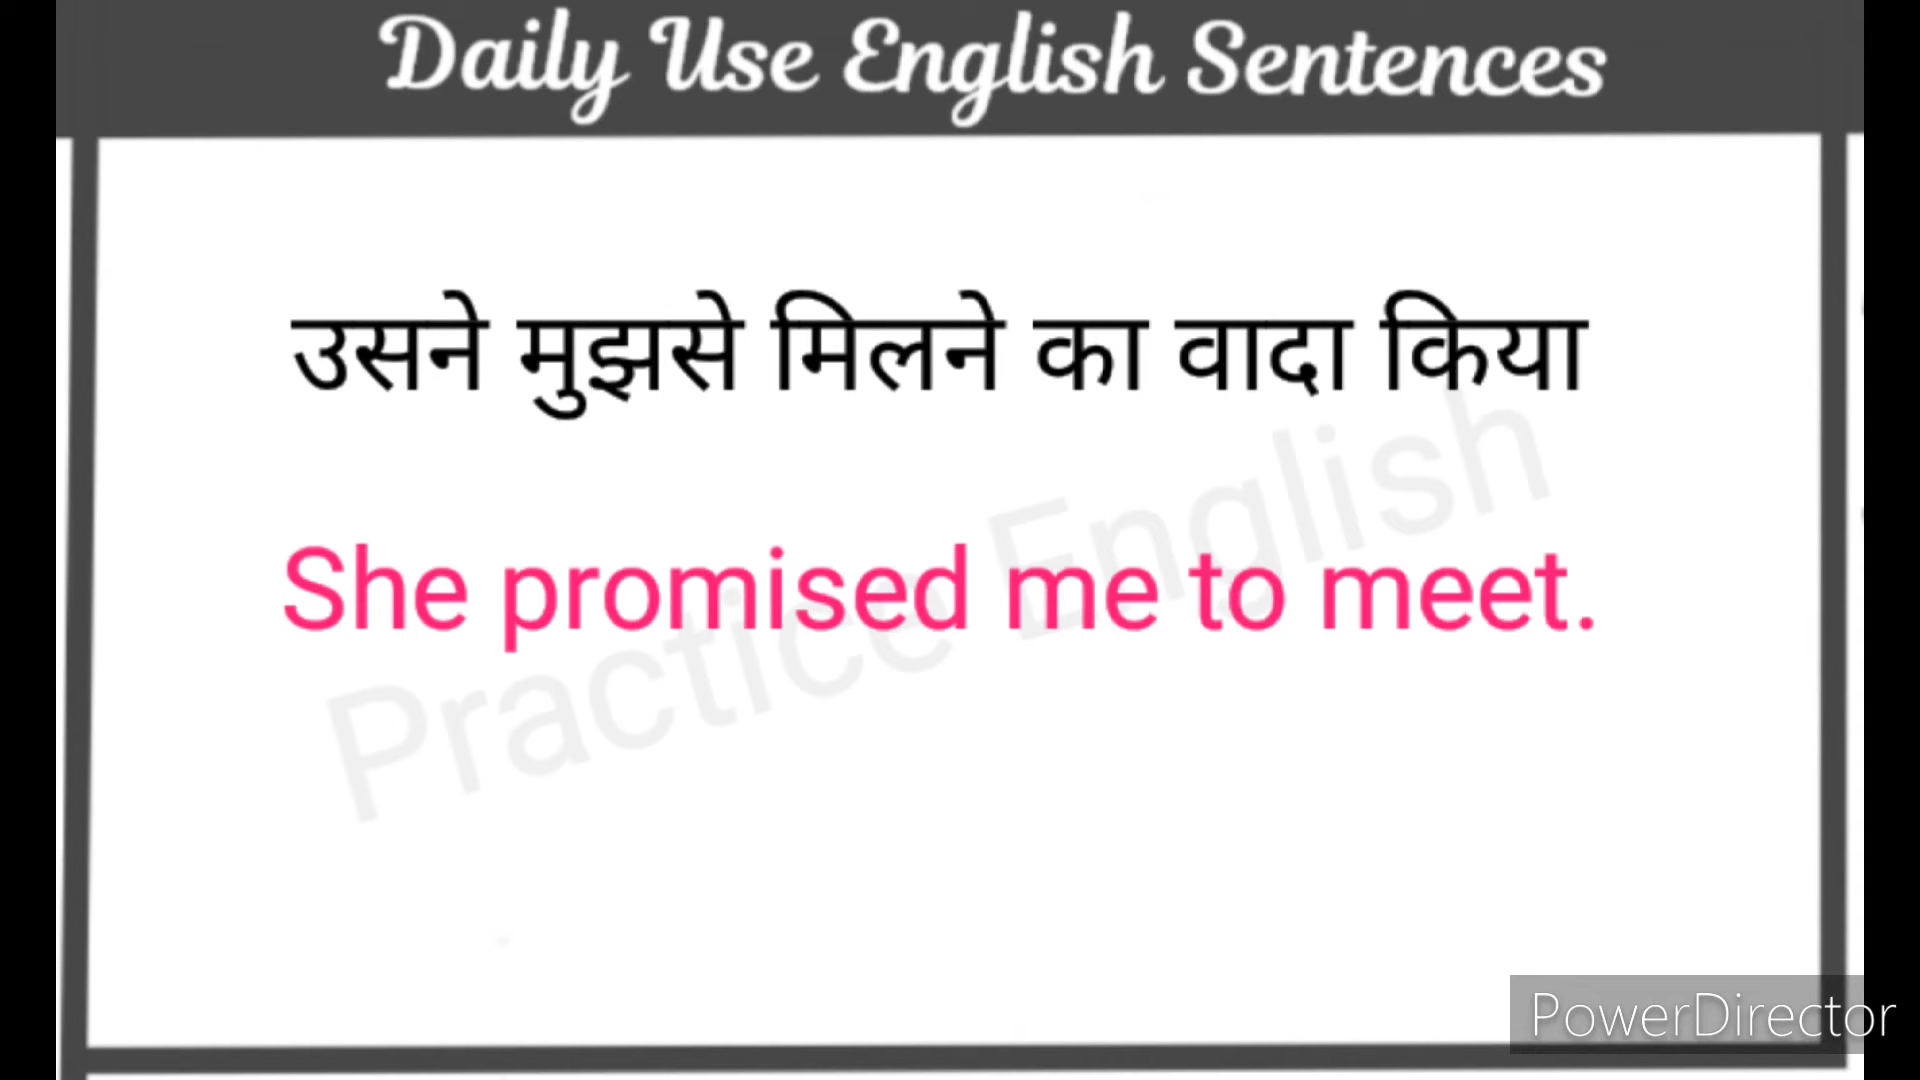 Daily Use English Sentences
उसने मुझसे मिलने का वादा किया
She promised me to meet.
Practice English
PowerDirector